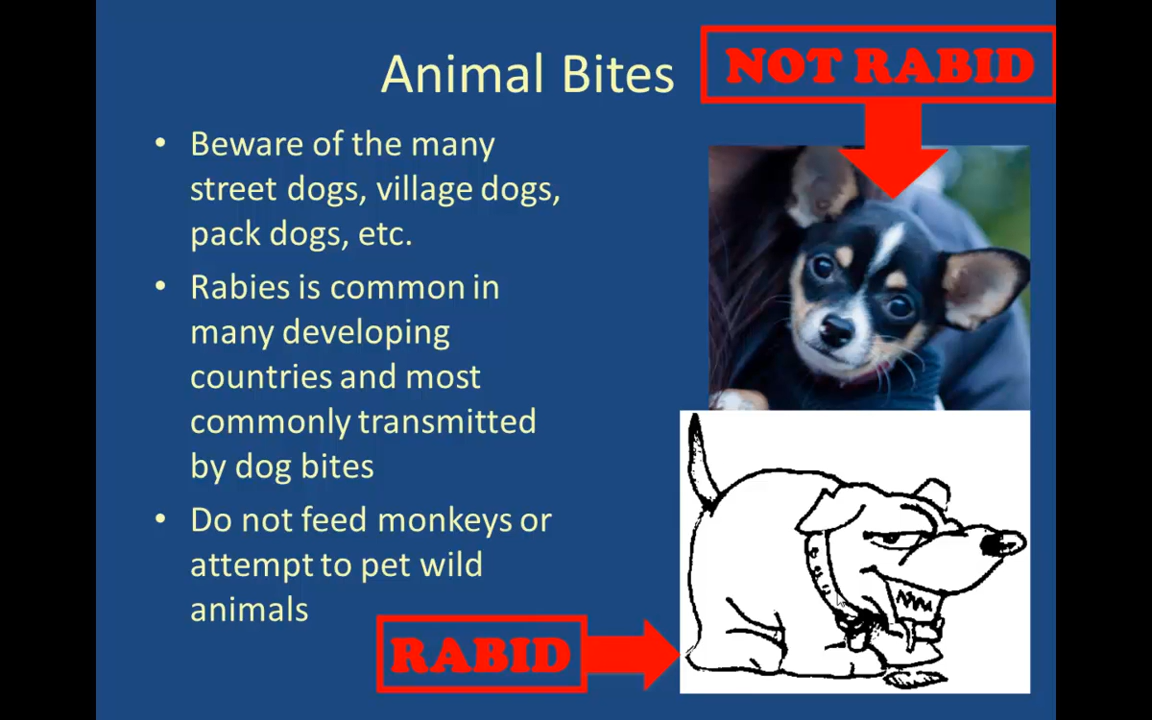 Animal Bites
NOT RABID
• Beware of the many
street dogs, village dogs,
pack dogs, etc.
• Rabies is common in
many developing
countries and most
commonly transmitted
by dog bites
• Do not feed monkeys or
attempt to pet wild
animals
RABID